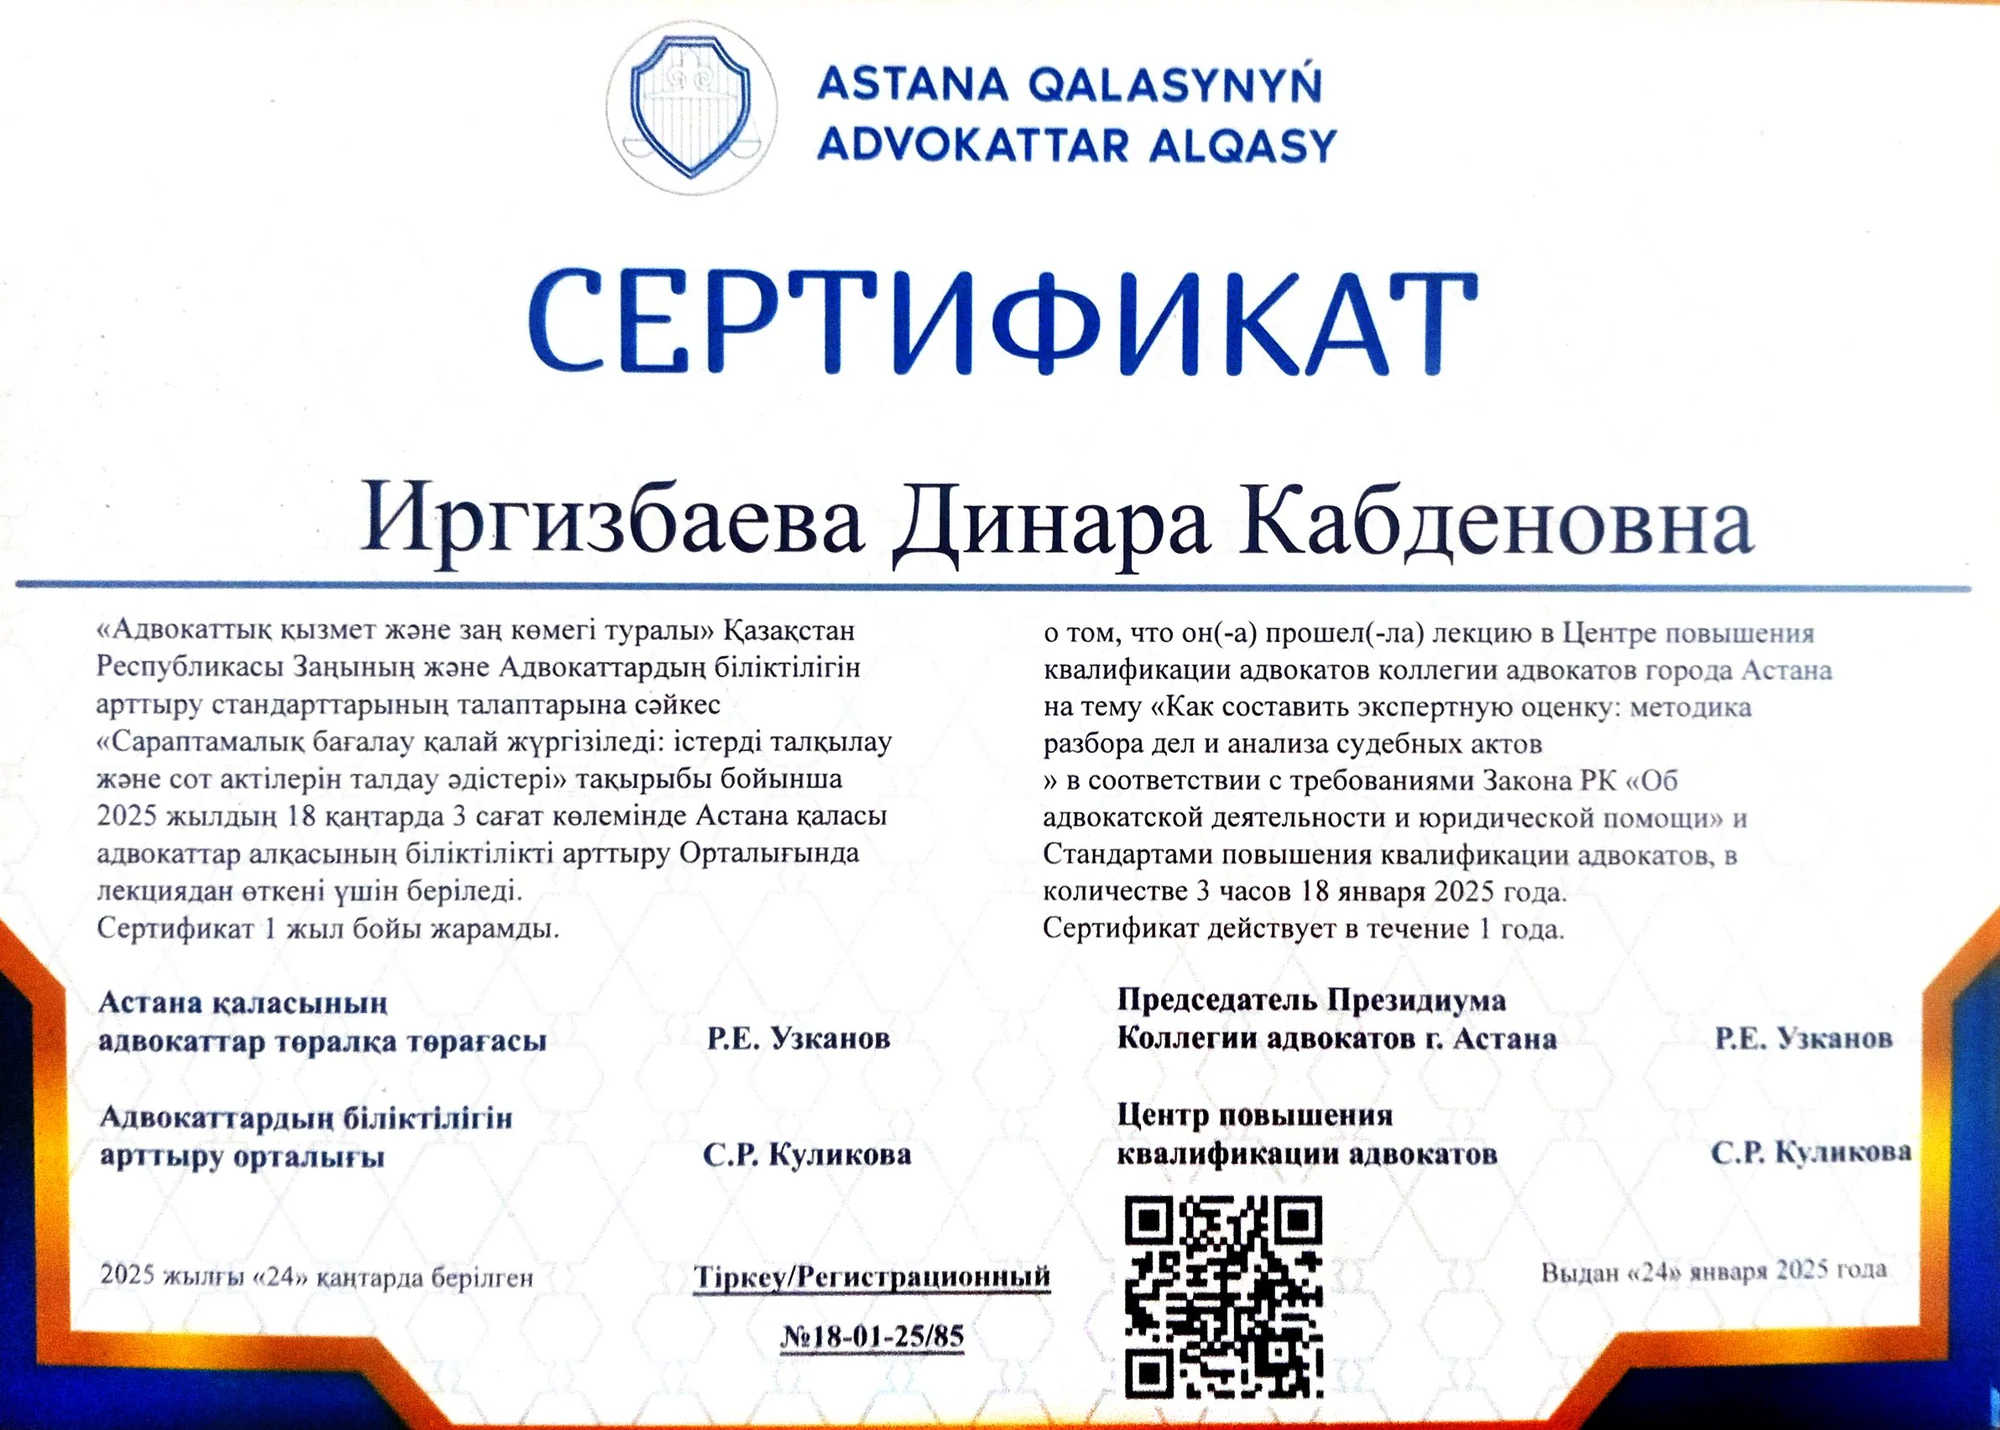 ASTANA QALASYNYŃ
ADVOKATTAR ALQASY
СЕРТИФИКАТ
Иргизбаева Динара Кабденовна
«Адвокаттық қызмет және заң көмегі туралы» Қазақстан
Республикасы Заңының және Адвокаттардың біліктілігін
арттыру стандарттарының талаптарына сәйкес
«Сараптамалық бағалау қалай жүргізіледі: істерді талқылау
және сот актілерін талдау әдістері» тақырыбы бойынша
2025 жылдың 18 қаңтарда 3 сағат көлемінде Астана қаласы
адвокаттар алқасының біліктілікті арттыру Орталығында
лекциядан өткені үшін беріледі.
Сертификат 1 жыл бойы жарамды.
о том, что он(-а) прошел(-ла) лекцию в Центре повышения
квалификации адвокатов коллегии адвокатов города Астана
на тему «Как составить экспертную оценку: методика
разбора дел и анализа судебных актов
» в соответствии с требованиями Закона РК «Об
адвокатской деятельности и юридической помощи» и
Стандартами повышения квалификации адвокатов, в
количестве 3 часов 18 января 2025 года.
Сертификат действует в течение 1 года.
Астана қаласының
адвокаттар төралқа төрағасы Р.Е. Узканов
Адвокаттардың біліктілігін
арттыру орталығы С.Р. Куликова
Председатель Президиума
Коллегии адвокатов г. Астана Р.Е. Узканов
Центр повышения
квалификации адвокатов С.Р. Куликова
2025 жылғы «24» қаңтарда берілген
Тіркеу/Регистрационный
№18-01-25/85
Выдан «24» января 2025 года